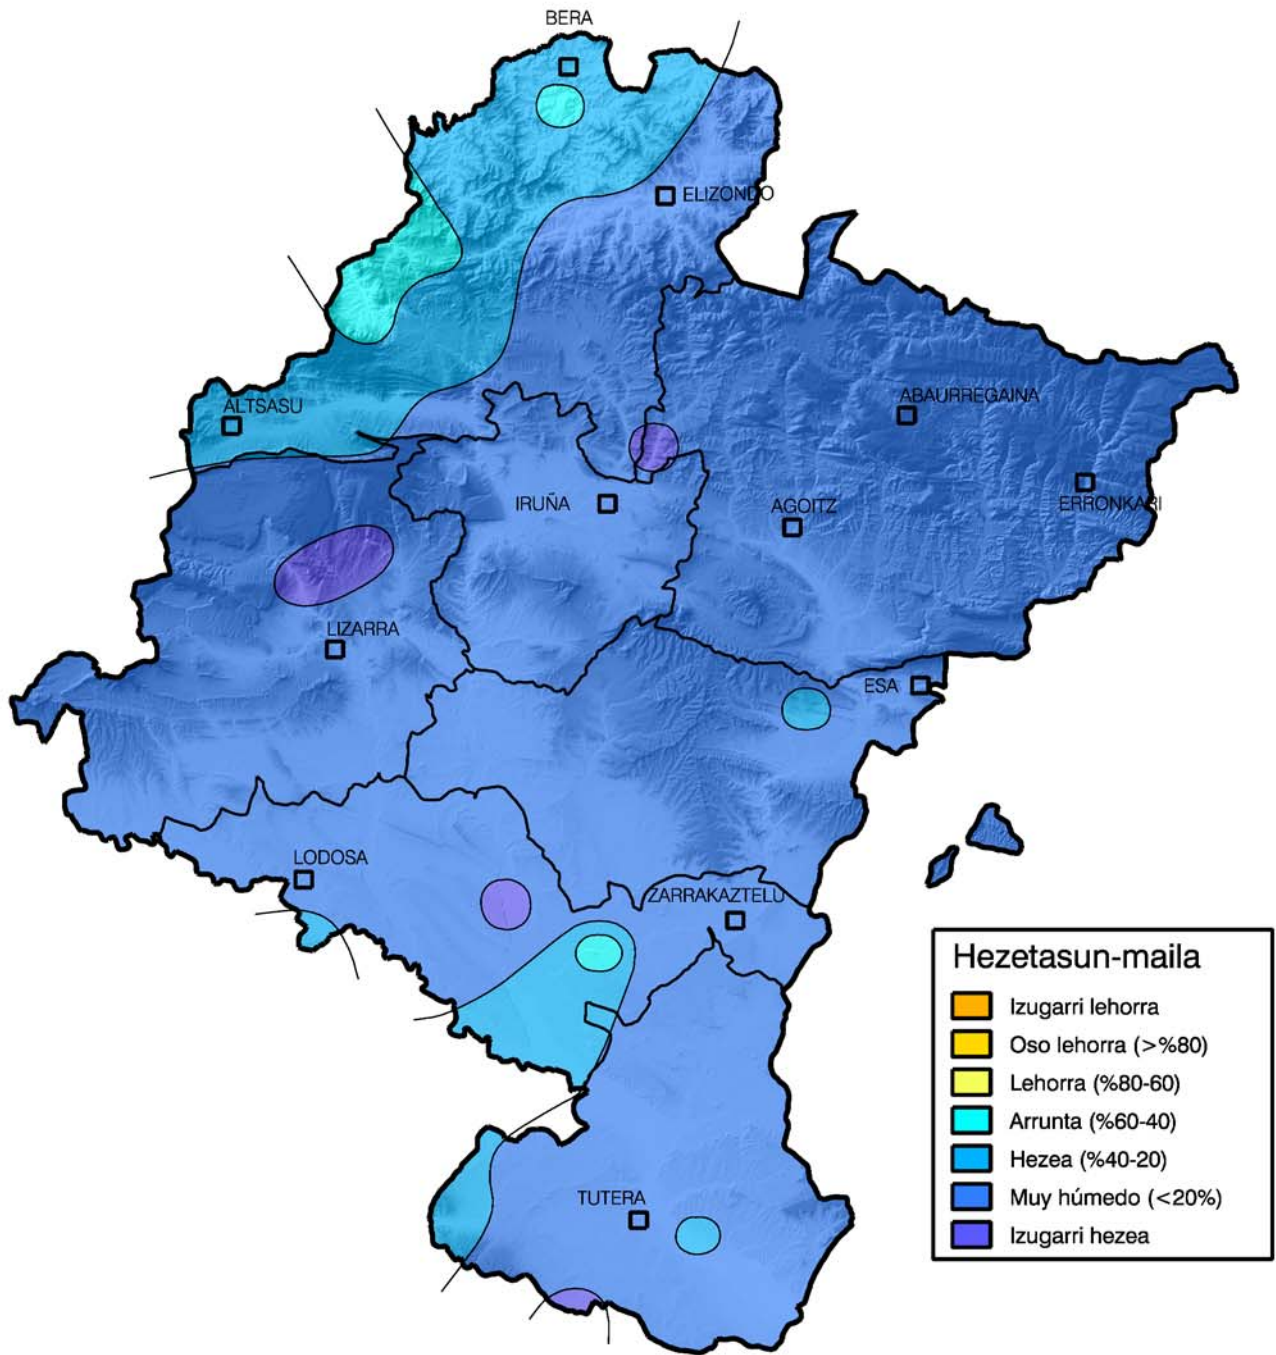 BERA
ELIZONDO
ALTSASU
ABAURREGAINA
ERRONKARI
IRUÑA
AGOITZ
LIZARRA
ESA
LODOSA
ZARRAKAZTELU
TUTERA
Hezetasun-maila
Izugarri lehorra
Oso lehorra (>%80)
Lehorra (%80-60)
Arrunta (%60-40)
Hezea (%40-20)
Muy húmedo (<20%)
Izugarri hezea